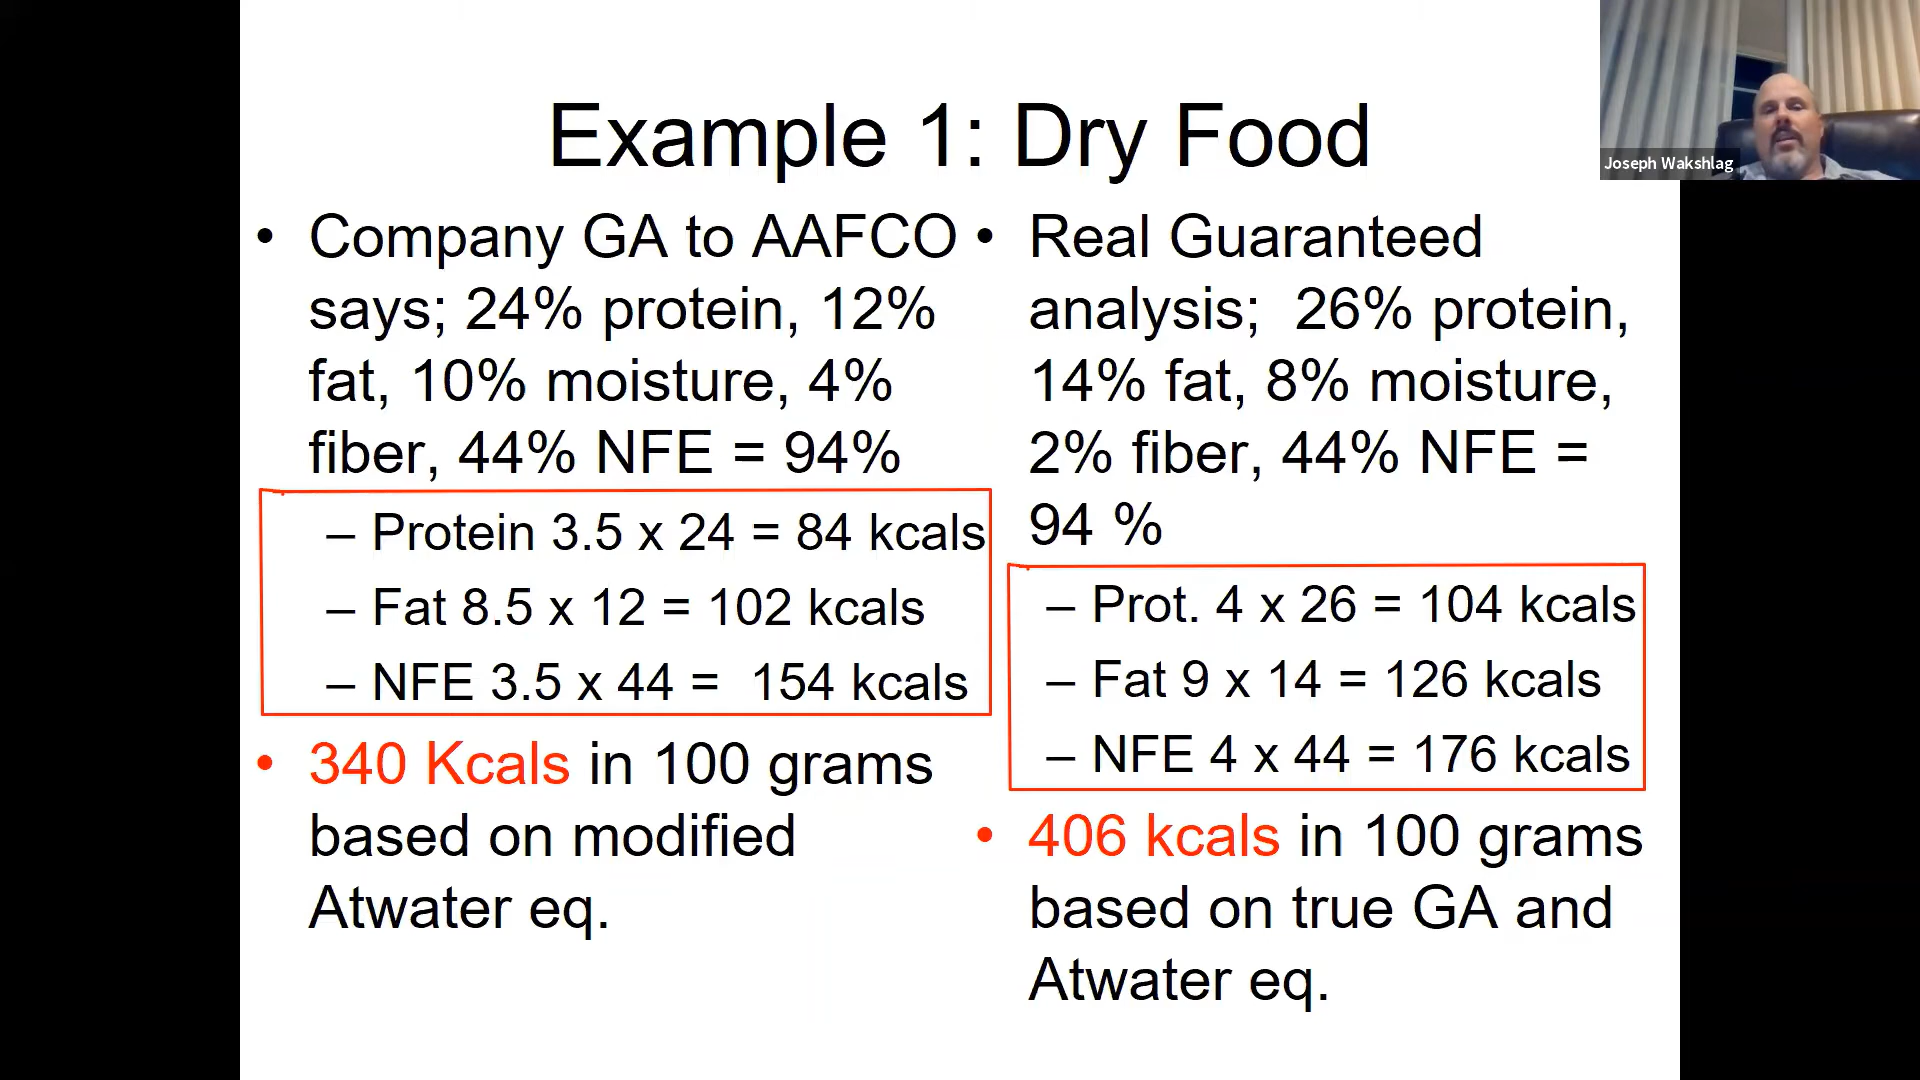 Example 1: Dry Food
• Company GA to AAFCO
says; 24% protein, 12%
fat, 10% moisture, 4%
fiber, 44% NFE = 94%
– Protein 3.5 x 24 = 84 kcals
– Fat 8.5 x 12 = 102 kcals
– NFE 3.5 x 44 = 154 kcals
• 340 Kcals in 100 grams
based on modified
Atwater eq.
• Real Guaranteed
analysis; 26% protein,
14% fat, 8% moisture,
2% fiber, 44% NFE =
94 %
– Prot. 4 x 26 = 104 kcals
– Fat 9 x 14 = 126 kcals
– NFE 4 x 44 = 176 kcals
• 406 kcals in 100 grams
based on true GA and
Atwater eq.
Joseph Wakshlag